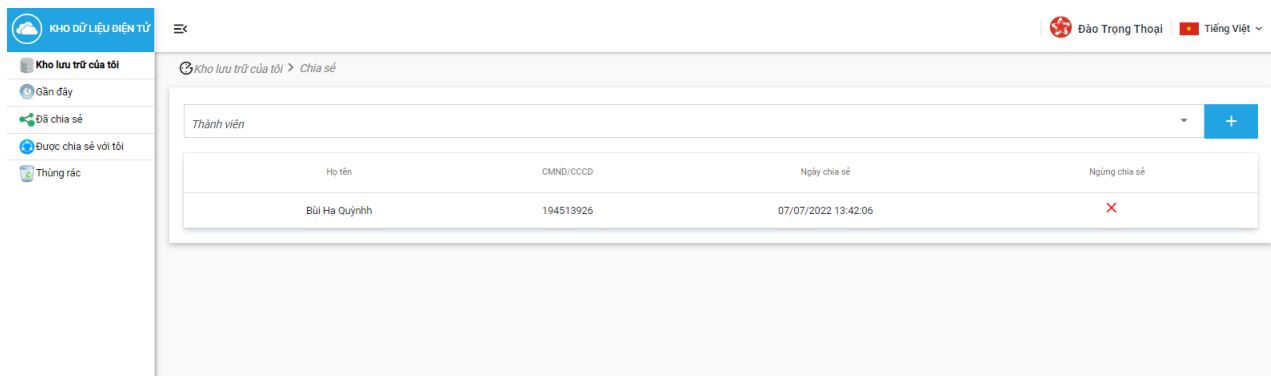 KHO DỮ LIỆU ĐIỆN TỬ
Đào Trọng Thoại
Tiếng Việt
Kho lưu trữ của tôi
Gần đây
Đã chia sẻ
Được chia sẻ với tôi
Thùng rác
Kho lưu trữ của tôi > Chia sẻ
Thành viên
+
Họ tên CMND/CCCD Ngày chia sẻ Ngừng chia sẻ
Bùi Hạ Quỳnhh 194513926 07/07/2022 13:42:06